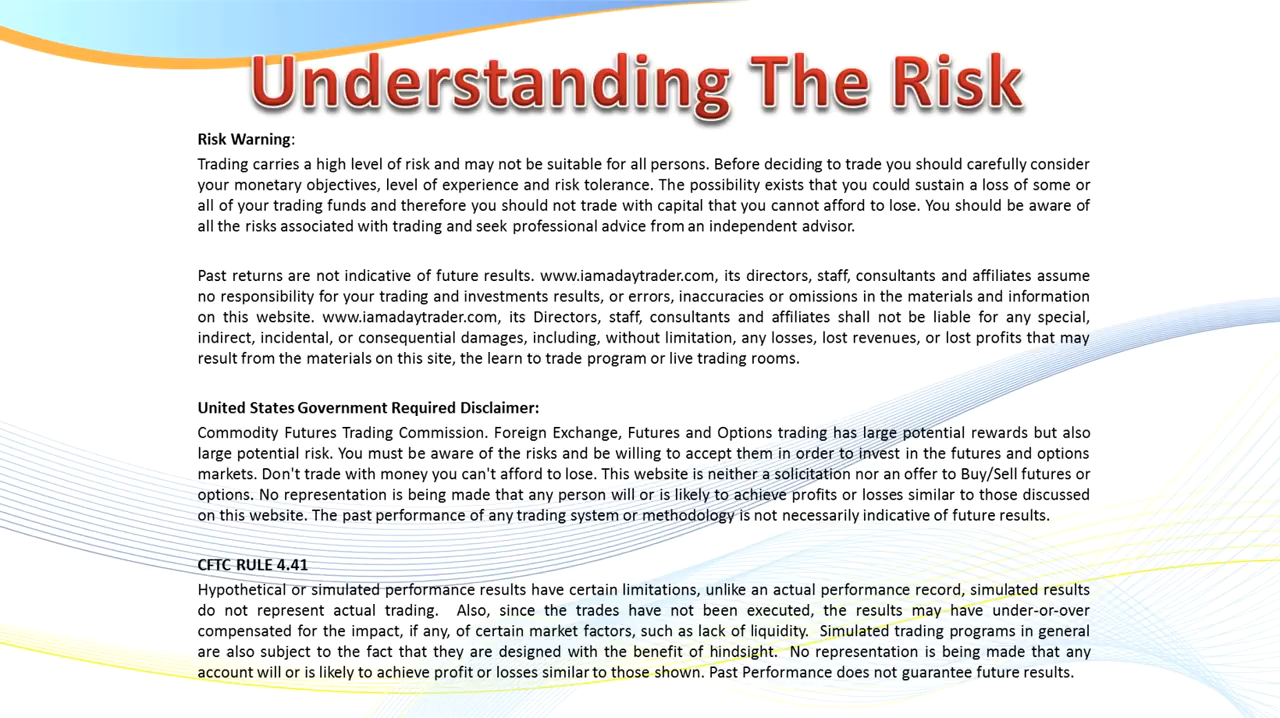 Understanding The Risk
Risk Warning:
Trading carries a high level of risk and may not be suitable for all persons. Before deciding to trade you should carefully consider
your monetary objectives, level of experience and risk tolerance. The possibility exists that you could sustain a loss of some or
all of your trading funds and therefore you should not trade with capital that you cannot afford to lose. You should be aware of
all the risks associated with trading and seek professional advice from an independent advisor.
Past returns are not indicative of future results. www.iamadaytrader.com, its directors, staff, consultants and affiliates assume
no responsibility for your trading and investments results, or errors, inaccuracies or omissions in the materials and information
on this website. www.iamadaytrader.com, its Directors, staff, consultants and affiliates shall not be liable for any special,
indirect, incidental, or consequential damages, including, without limitation, any losses, lost revenues, or lost profits that may
result from the materials on this site, the learn to trade program or live trading rooms.
United States Government Required Disclaimer:
Commodity Futures Trading Commission. Foreign Exchange, Futures and Options trading has large potential rewards but also
large potential risk. You must be aware of the risks and be willing to accept them in order to invest in the futures and options
markets. Don't trade with money you can't afford to lose. This website is neither a solicitation nor an offer to Buy/Sell futures or
options. No representation is being made that any person will or is likely to achieve profits or losses similar to those discussed
on this website. The past performance of any trading system or methodology is not necessarily indicative of future results.
CFTC RULE 4.41
Hypothetical or simulated performance results have certain limitations, unlike an actual performance record, simulated results
do not represent actual trading. Also, since the trades have not been executed, the results may have under-or-over
compensated for the impact, if any, of certain market factors, such as lack of liquidity. Simulated trading programs in general
are also subject to the fact that they are designed with the benefit of hindsight. No representation is being made that any
account will or is likely to achieve profit or losses similar to those shown. Past Performance does not guarantee future results.